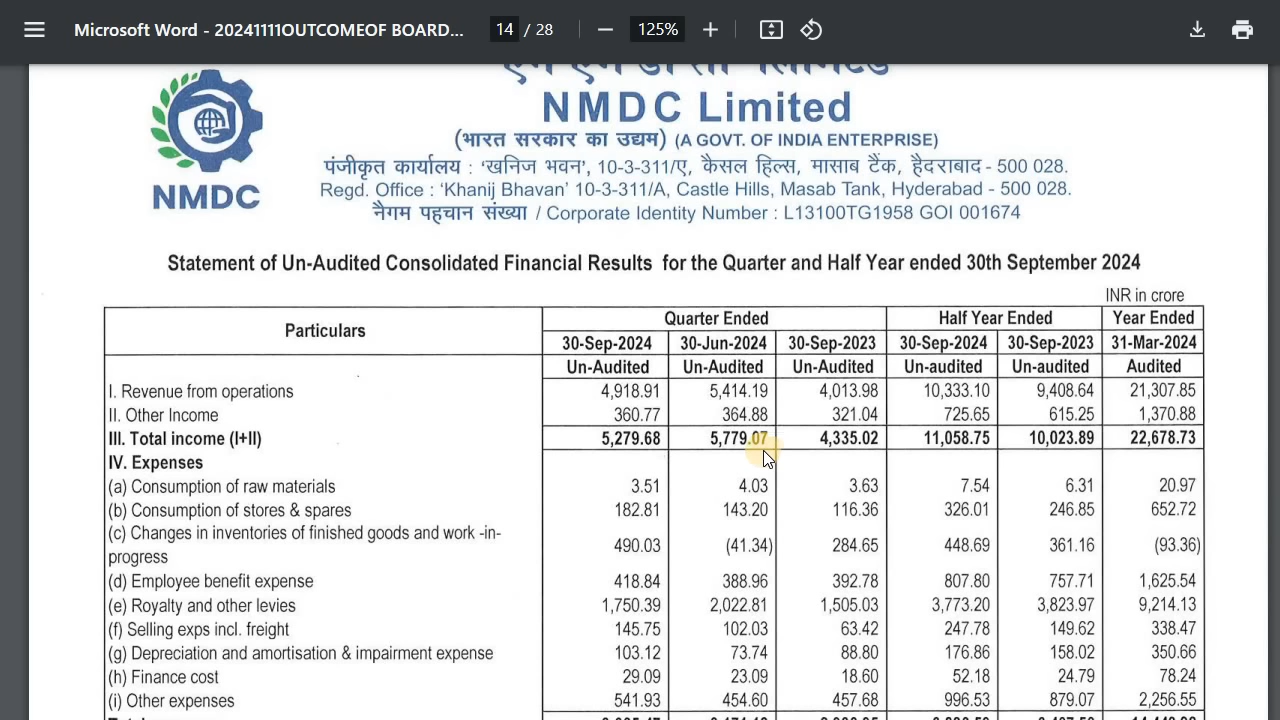 Microsoft Word - 20241111OUTCOMEOF BOARD... 14 / 28 125%
NMDC Limited
(भारत सरकार का उद्यम) (A GOVT. OF INDIA ENTERPRISE)
पंजीकृत कार्यालय : ‘खनिज भवन’, 10-3-311/ए, कैसल हिल्स, मासाब टैंक, हैदराबाद - 500 028.
NMDC
Regd. Office : ‘Khanij Bhavan’ 10-3-311/A, Castle Hills, Masab Tank, Hyderabad - 500 028.
नैगम पहचान संख्या / Corporate Identity Number : L13100TG1958 GOI 001674
Statement of Un-Audited Consolidated Financial Results for the Quarter and Half Year ended 30th September 2024
INR in crore
Particulars Quarter Ended Half Year Ended Year Ended
30-Sep-2024 30-Jun-2024 30-Sep-2023 30-Sep-2024 30-Sep-2023 31-Mar-2024
Un-Audited Un-Audited Un-Audited Un-audited Un-audited Audited
I. Revenue from operations 4,918.91 5,414.19 4,013.98 10,333.10 9,408.64 21,307.85
II. Other Income 360.77 364.88 321.04 725.65 615.25 1,370.88
III. Total income (I+II) 5,279.68 5,779.07 4,335.02 11,058.75 10,023.89 22,678.73
IV. Expenses
(a) Consumption of raw materials 3.51 4.03 3.63 7.54 6.31 20.97
(b) Consumption of stores & spares 182.81 143.20 116.36 326.01 246.85 652.72
(c) Changes in inventories of finished goods and work -in-
progress 490.03 (41.34) 284.65 448.69 361.16 (93.36)
(d) Employee benefit expense 418.84 388.96 392.78 807.80 757.71 1,625.54
(e) Royalty and other levies 1,750.39 2,022.81 1,505.03 3,773.20 3,823.97 9,214.13
(f) Selling exps incl. freight 145.75 102.03 63.42 247.78 149.62 338.47
(g) Depreciation and amortisation & impairment expense 103.12 73.74 88.80 176.86 158.02 350.66
(h) Finance cost 29.09 23.09 18.60 52.18 24.79 78.24
(i) Other expenses 541.93 454.60 457.68 996.53 879.07 2,256.55